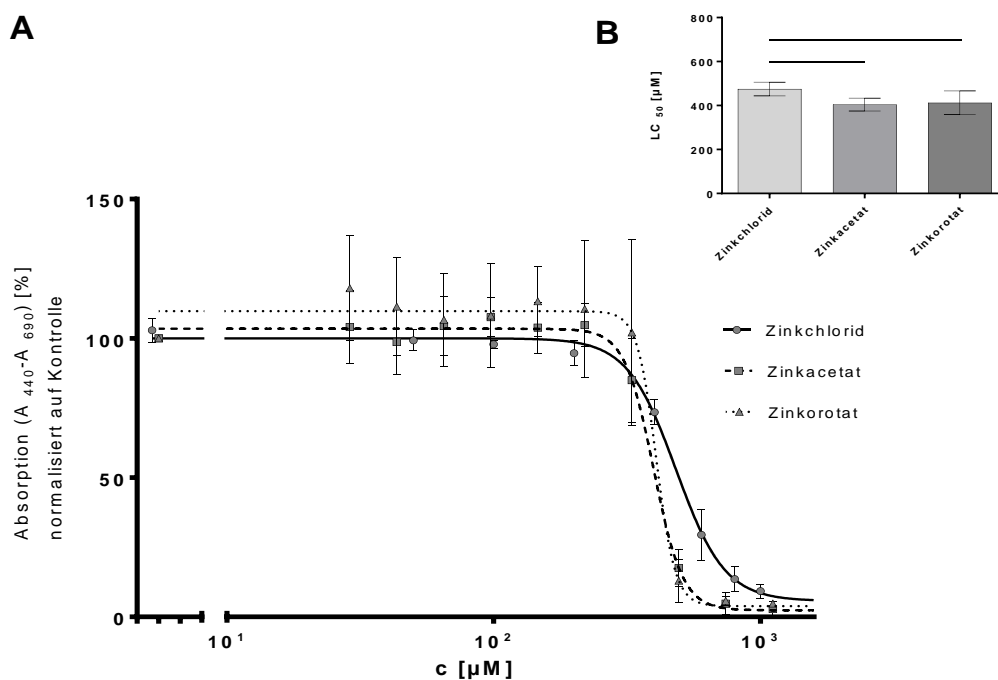 A
B
800
600
400
200
0
LC 50 [µM]
Zinkchlorid
Zinkacetat
Zinkorotat
150
100
50
0
Absorption (A 440-A 690) [%]
normalisiert auf Kontrolle
Zinkchlorid
Zinkacetat
Zinkorotat
10¹
10²
10³
c [µM]